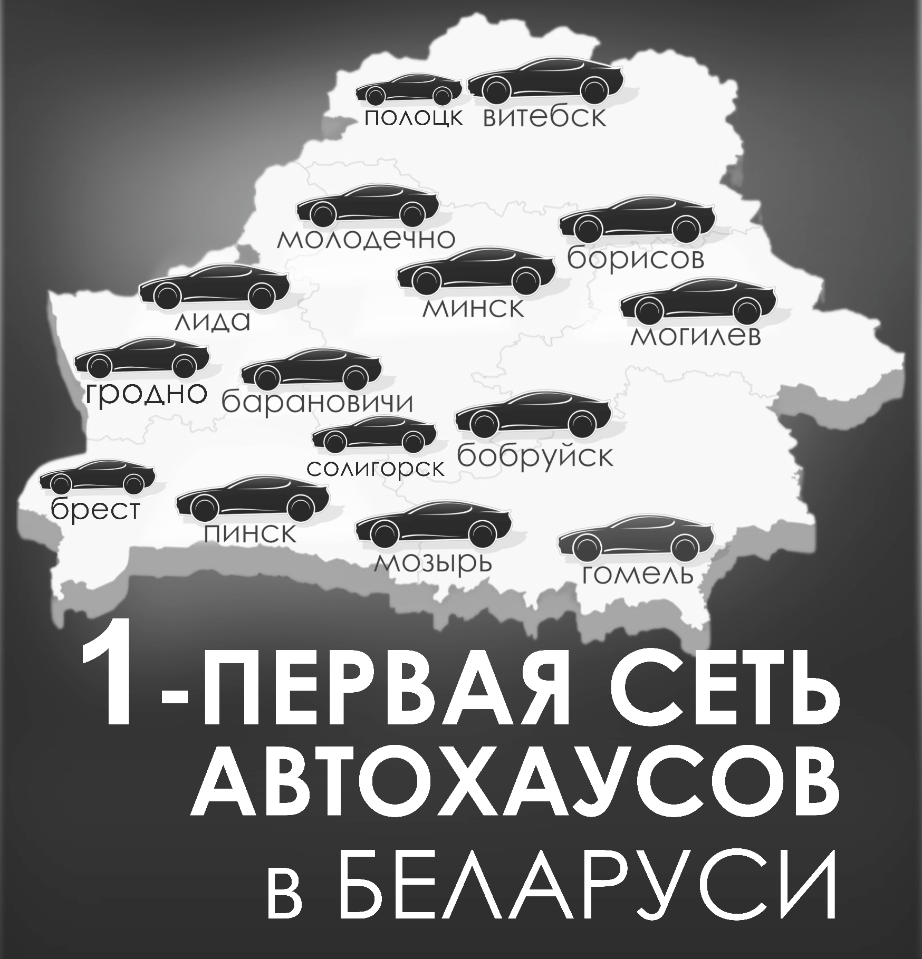 полоцк
витебск
молодечно
борисов
минск
лида
могилев
гродно
барановичи
бобруйск
солигорск
брест
пинск
мозырь
гомель
1-ПЕРВАЯ СЕТЬ
АВТОХАУСОВ
в БЕЛАРУСИ